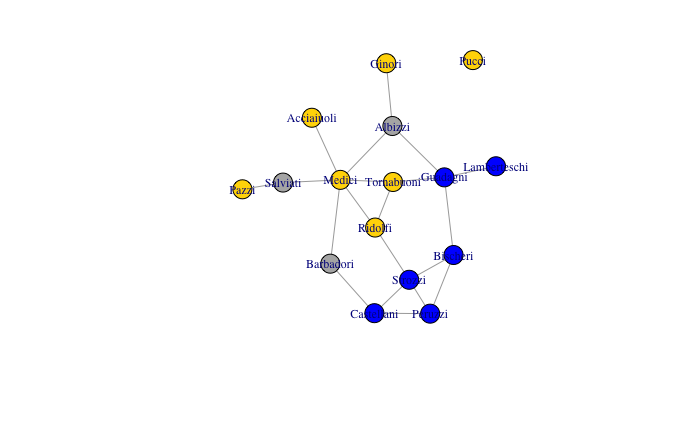 Ginori
Pucci
Acciaiuoli
Albizzi
Lamberteschi
Guadagni
Medici
Tornabuoni
Salviati
Pazzi
Ridolfi
Bischeri
Barbadori
Strozzi
Castellani
Peruzzi